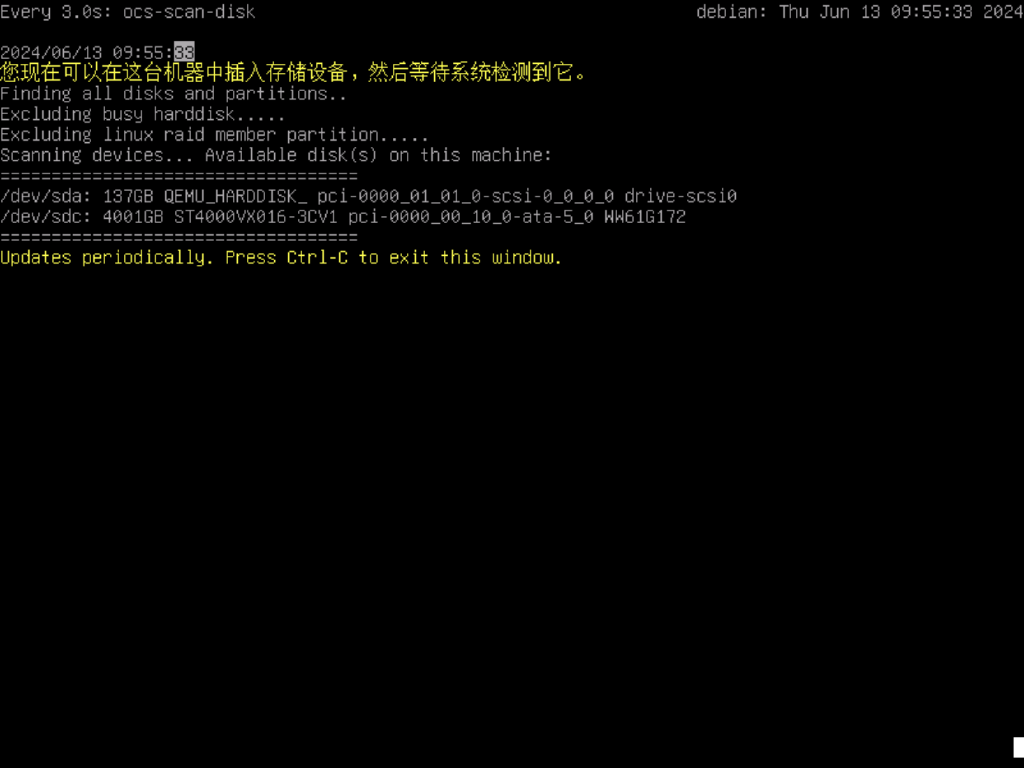 Every 3.0s: ocs-scan-disk debian: Thu Jun 13 09:55:33 2024
2024/06/13 09:55:33
您现在可以在这台机器中插入存储设备，然后等待系统检测到它。
Finding all disks and partitions..
Excluding busy harddisk.....
Excluding linux raid member partition.....
Scanning devices... Available disk(s) on this machine:
===================================
/dev/sda: 137GB QEMU_HARDDISK_ pci-0000_01_01_0-scsi-0_0_0_0 drive-scsi0
/dev/sdc: 4001GB ST4000VX016-3CV1 pci-0000_00_10_0-ata-5_0 WW61G172
===================================
Updates periodically. Press Ctrl-C to exit this window.